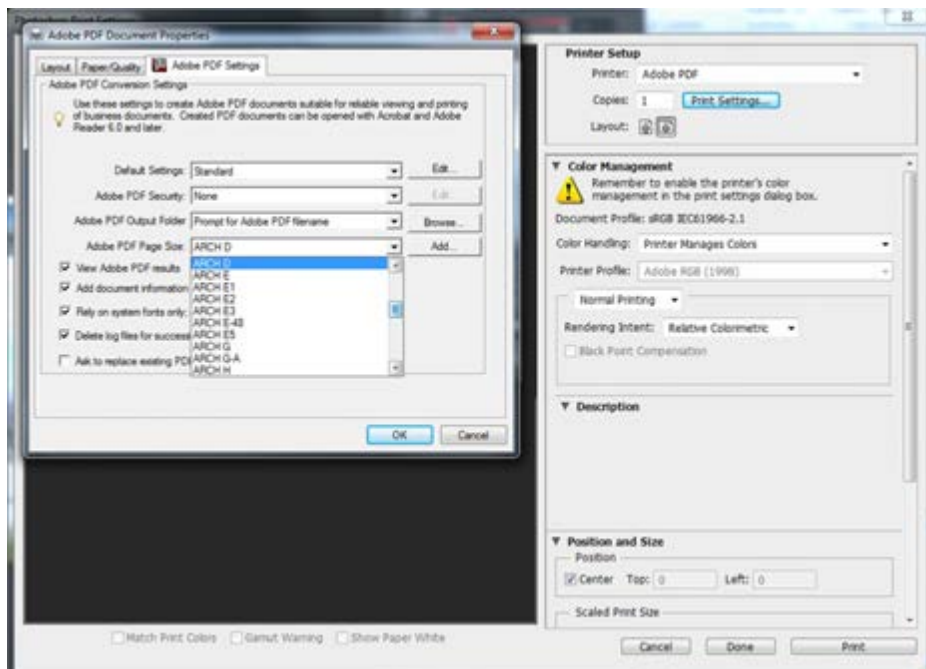 Photoshop Print Settings
Adobe PDF Document Properties
Layout Paper/Quality Adobe PDF Settings
Adobe PDF Conversion Settings
Use these settings to create Adobe PDF documents suitable for reliable viewing and printing
of business documents. Created PDF documents can be opened with Acrobat and Adobe
Reader 6.0 and later.
Default Settings: Standard Edit...
Adobe PDF Security: None Edit...
Adobe PDF Output Folder: Prompt for Adobe PDF filename Browse...
Adobe PDF Page Size: ARCH D Add...
View Adobe PDF results
Add document information
Rely on system fonts only;
Delete log files for success
Ask to replace existing PD
ARCH D
ARCH E
ARCH E1
ARCH E2
ARCH E3
ARCH E-48
ARCH E5
ARCH G
ARCH G-A
ARCH H
OK Cancel
Printer Setup
Printer: Adobe PDF
Copies: 1 Print Settings...
Layout:
Color Management
Remember to enable the printer's color
management in the print settings dialog box.
Document Profile: sRGB IEC61966-2.1
Color Handling: Printer Manages Colors
Printer Profile: Adobe RGB (1998)
Normal Printing
Rendering Intent: Relative Colorimetric
Black Point Compensation
Description
Position and Size
Position
Center Top: 0 Left: 0
Scaled Print Size
Match Print Colors Gamut Warning Show Paper White
Cancel Done Print